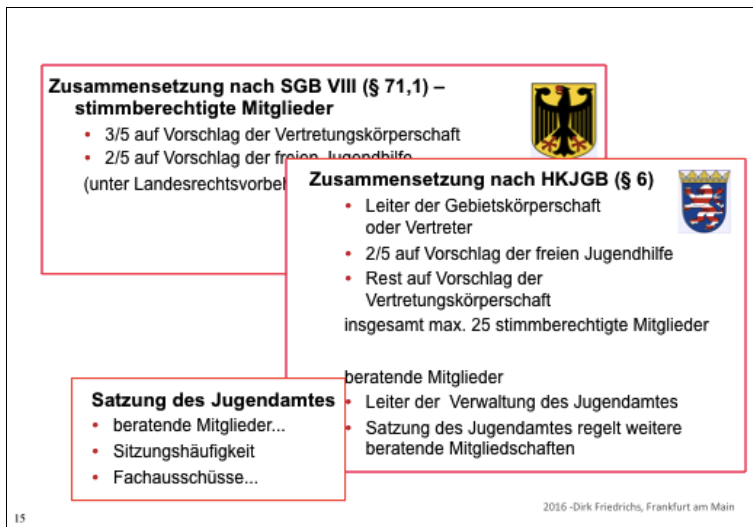 Zusammensetzung nach SGB VIII (§ 71,1) –
stimmberechtigte Mitglieder
• 3/5 auf Vorschlag der Vertretungskörperschaft
• 2/5 auf Vorschlag der freien Jugendhilfe
(unter
Zusammensetzung nach HKJGB (§ 6)
• Leiter der Gebietskörperschaft
oder Vertreter
• 2/5 auf Vorschlag der freien Jugendhilfe
• Rest auf Vorschlag der
Vertretungskörperschaft
insgesamt max. 25 stimmberechtigte Mitglieder
beratende Mitglieder
• Leiter der Verwaltung des Jugendamtes
• Satzung des Jugendamtes regelt weitere
beratende Mitgliedschaften
Satzung des Jugendamtes
• beratende Mitglieder...
• Sitzungshäufigkeit
• Fachausschüsse...
15
2016 -Dirk Friedrichs, Frankfurt am Main